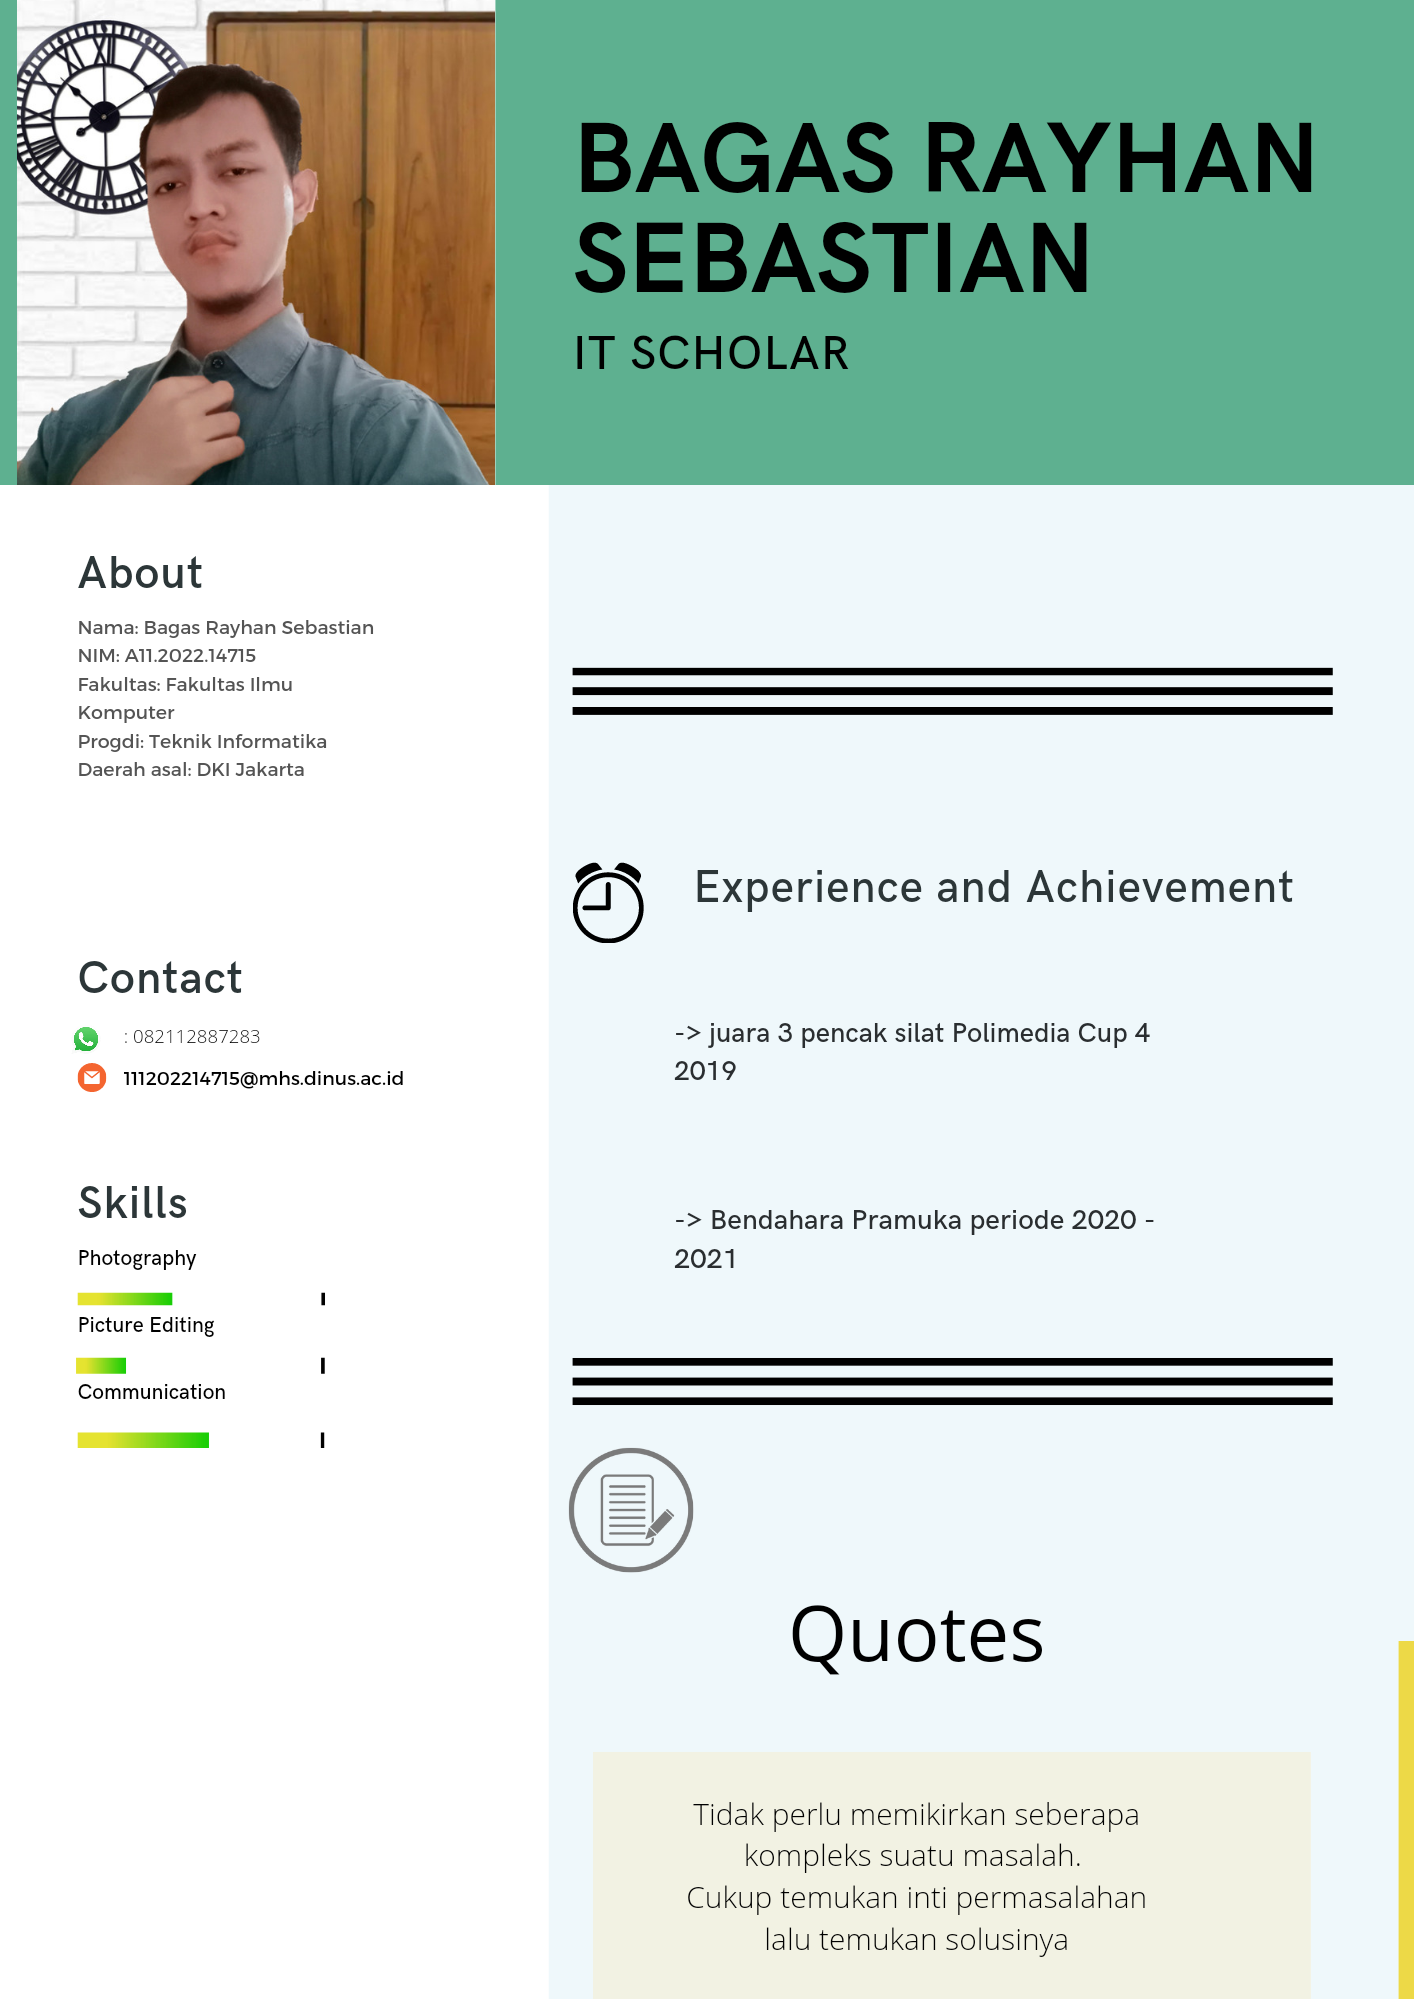 BAGAS RAYHAN
SEBASTIAN
IT SCHOLAR
About
Nama: Bagas Rayhan Sebastian
NIM: A11.2022.14715
Fakultas: Fakultas Ilmu
Komputer
Progdi: Teknik Informatika
Daerah asal: DKI Jakarta
Contact
: 082112887283
111202214715@mhs.dinus.ac.id
Skills
Photography
Picture Editing
Communication
Experience and Achievement
-> juara 3 pencak silat Polimedia Cup 4
2019
-> Bendahara Pramuka periode 2020 -
2021
Quotes
Tidak perlu memikirkan seberapa
kompleks suatu masalah.
Cukup temukan inti permasalahan
lalu temukan solusinya